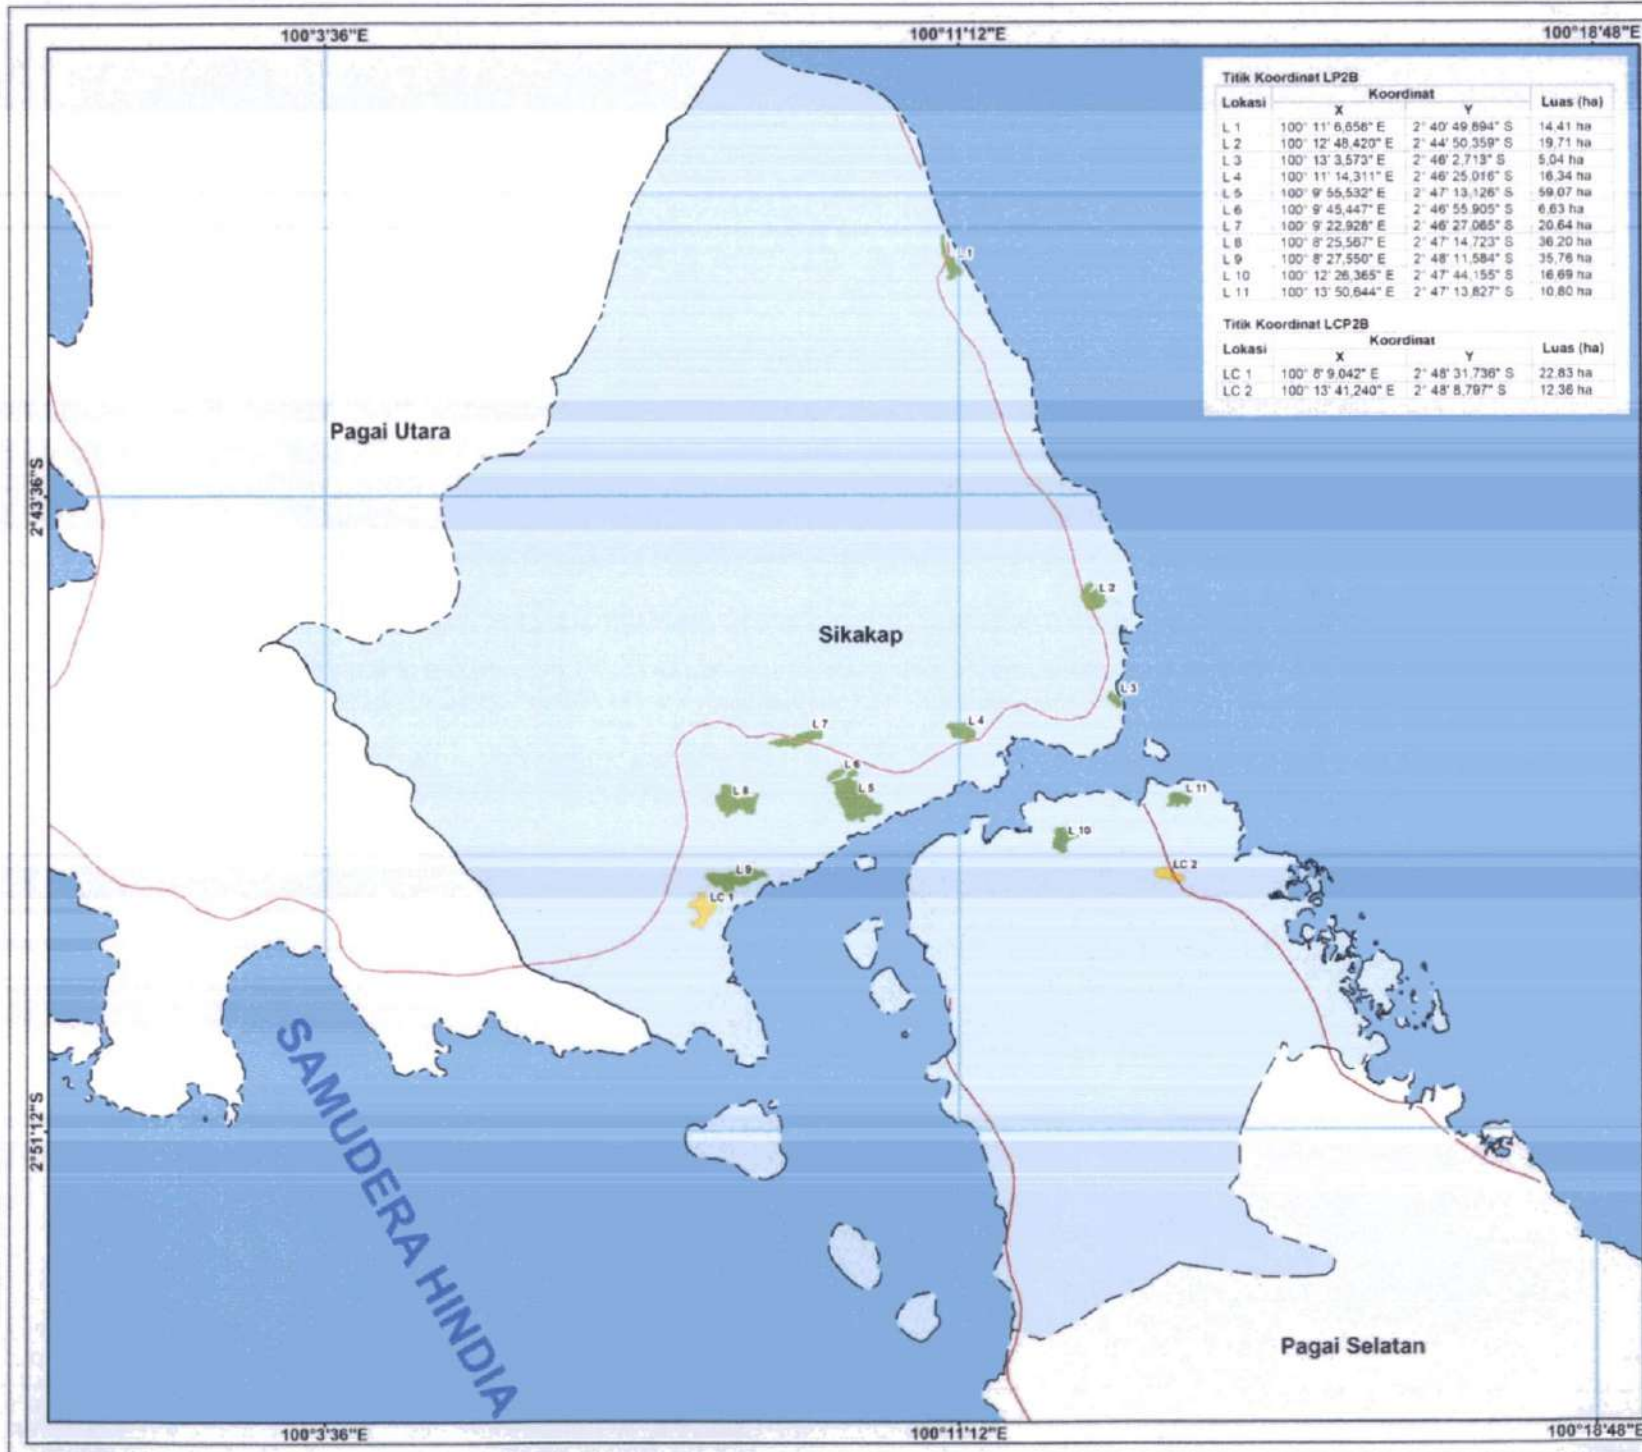 100°3'36"E 100°11'12"E 100°18'48"E
Titik Koordinat LP2B
Lokasi Koordinat Luas (ha)
X Y
L 1 100° 11' 6,658" E 2° 40' 49,894" S 14,41 ha
L 2 100° 12' 48,420" E 2° 44' 50,359" S 19,71 ha
L 3 100° 13' 3,573" E 2° 46' 2,713" S 5,04 ha
L 4 100° 11' 14,311" E 2° 46' 25,016" S 16,34 ha
L 5 100° 9' 55,532" E 2° 47' 13,126" S 59,07 ha
L 6 100° 9' 45,447" E 2° 46' 55,905" S 6,63 ha
L 7 100° 9' 22,928" E 2° 46' 27,065" S 20,64 ha
L 8 100° 8' 25,567" E 2° 47' 14,723" S 36,20 ha
L 9 100° 8' 27,550" E 2° 48' 11,584" S 35,76 ha
L 10 100° 12' 26,365" E 2° 47' 44,155" S 16,69 ha
L 11 100° 13' 50,644" E 2° 47' 13,827" S 10,80 ha
Titik Koordinat LCP2B
Lokasi Koordinat Luas (ha)
X Y
LC 1 100° 8' 9,042" E 2° 48' 31,736" S 22,83 ha
LC 2 100° 13' 41,240" E 2° 48' 8,797" S 12,36 ha
L 1
Pagai Utara
2°43'36"S
L 2
Sikakap
L 3
L 7
L 4
L 6
L 8
L 5
L 11
L 10
L 9
LC 2
LC 1
SAMUDERA HINDIA
2°51'12"S
Pagai Selatan
100°3'36"E 100°11'12"E 100°18'48"E